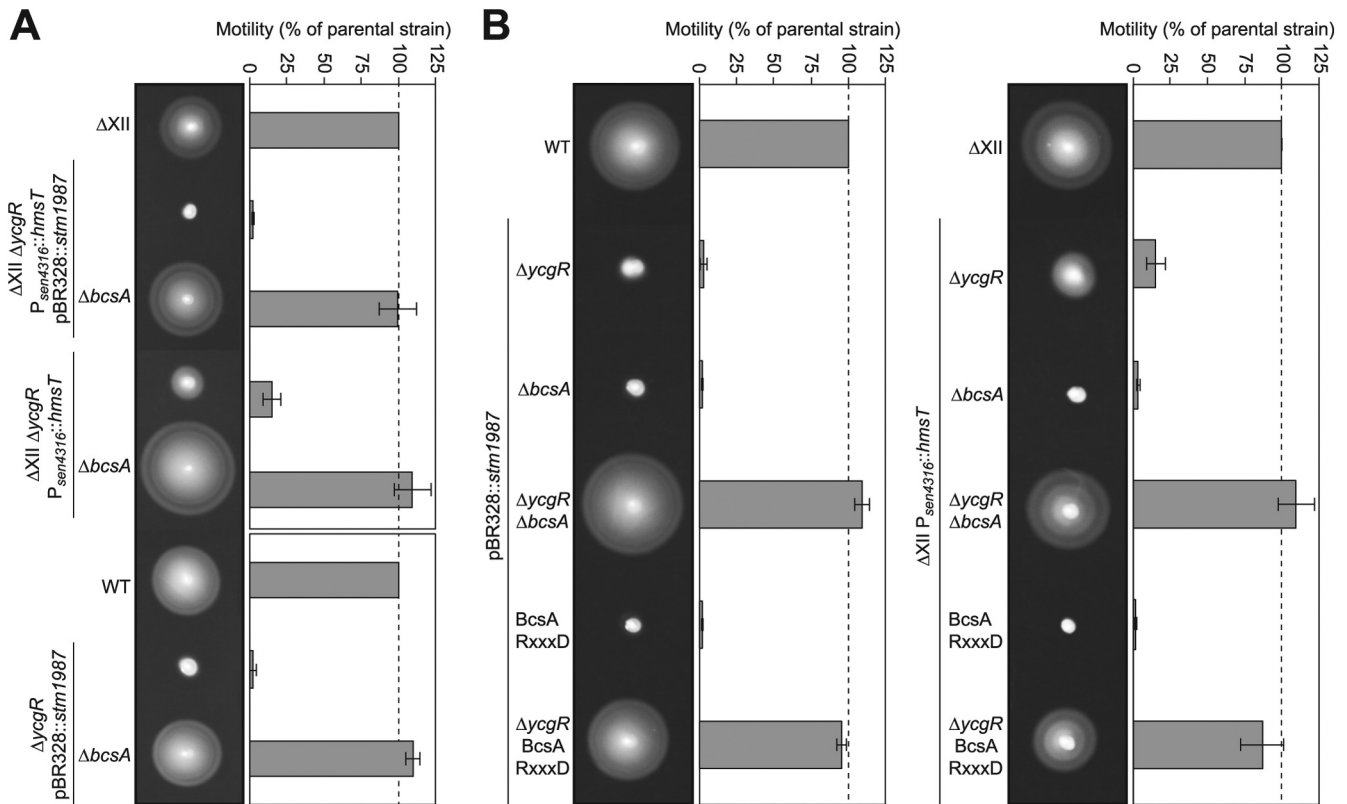 A
Motility (% of parental strain)
0 25 50 75 100 125
ΔXII
ΔXII ΔycgR
Psen4316::hmsT
pBR328::stm1987
ΔbcsA
ΔXII ΔycgR
Psen4316::hmsT
ΔbcsA
WT
ΔycgR
pBR328::stm1987
ΔbcsA
B
Motility (% of parental strain)
0 25 50 75 100 125
WT
pBR328::stm1987
ΔycgR
ΔbcsA
ΔycgR
ΔbcsA
BcsA
RxxxD
ΔycgR
BcsA
RxxxD
Motility (% of parental strain)
0 25 50 75 100 125
ΔXII
ΔXII Psen4316::hmsT
ΔycgR
ΔbcsA
ΔycgR
ΔbcsA
BcsA
RxxxD
ΔycgR
BcsA
RxxxD